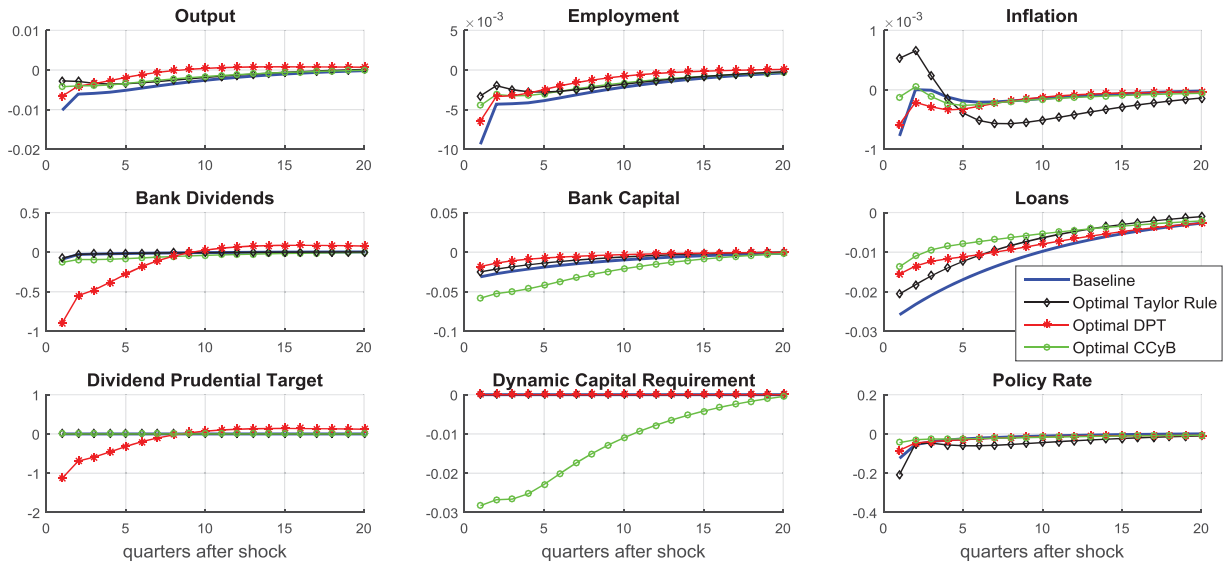 Output
0.01
0
-0.01
-0.02
0 5 10 15 20
Employment
×10⁻³
5
0
-5
-10
0 5 10 15 20
Inflation
×10⁻³
1
0
-1
0 5 10 15 20
Bank Dividends
0.5
0
-0.5
-1
0 5 10 15 20
Bank Capital
0.05
0
-0.05
-0.1
0 5 10 15 20
Loans
0
-0.01
-0.02
-0.03
0 5 10 15 20
Baseline
Optimal Taylor Rule
Optimal DPT
Optimal CCyB
Dividend Prudential Target
1
0
-1
-2
0 5 10 15 20
quarters after shock
Dynamic Capital Requirement
0
-0.01
-0.02
-0.03
0 5 10 15 20
quarters after shock
Policy Rate
0.2
0
-0.2
-0.4
0 5 10 15 20
quarters after shock